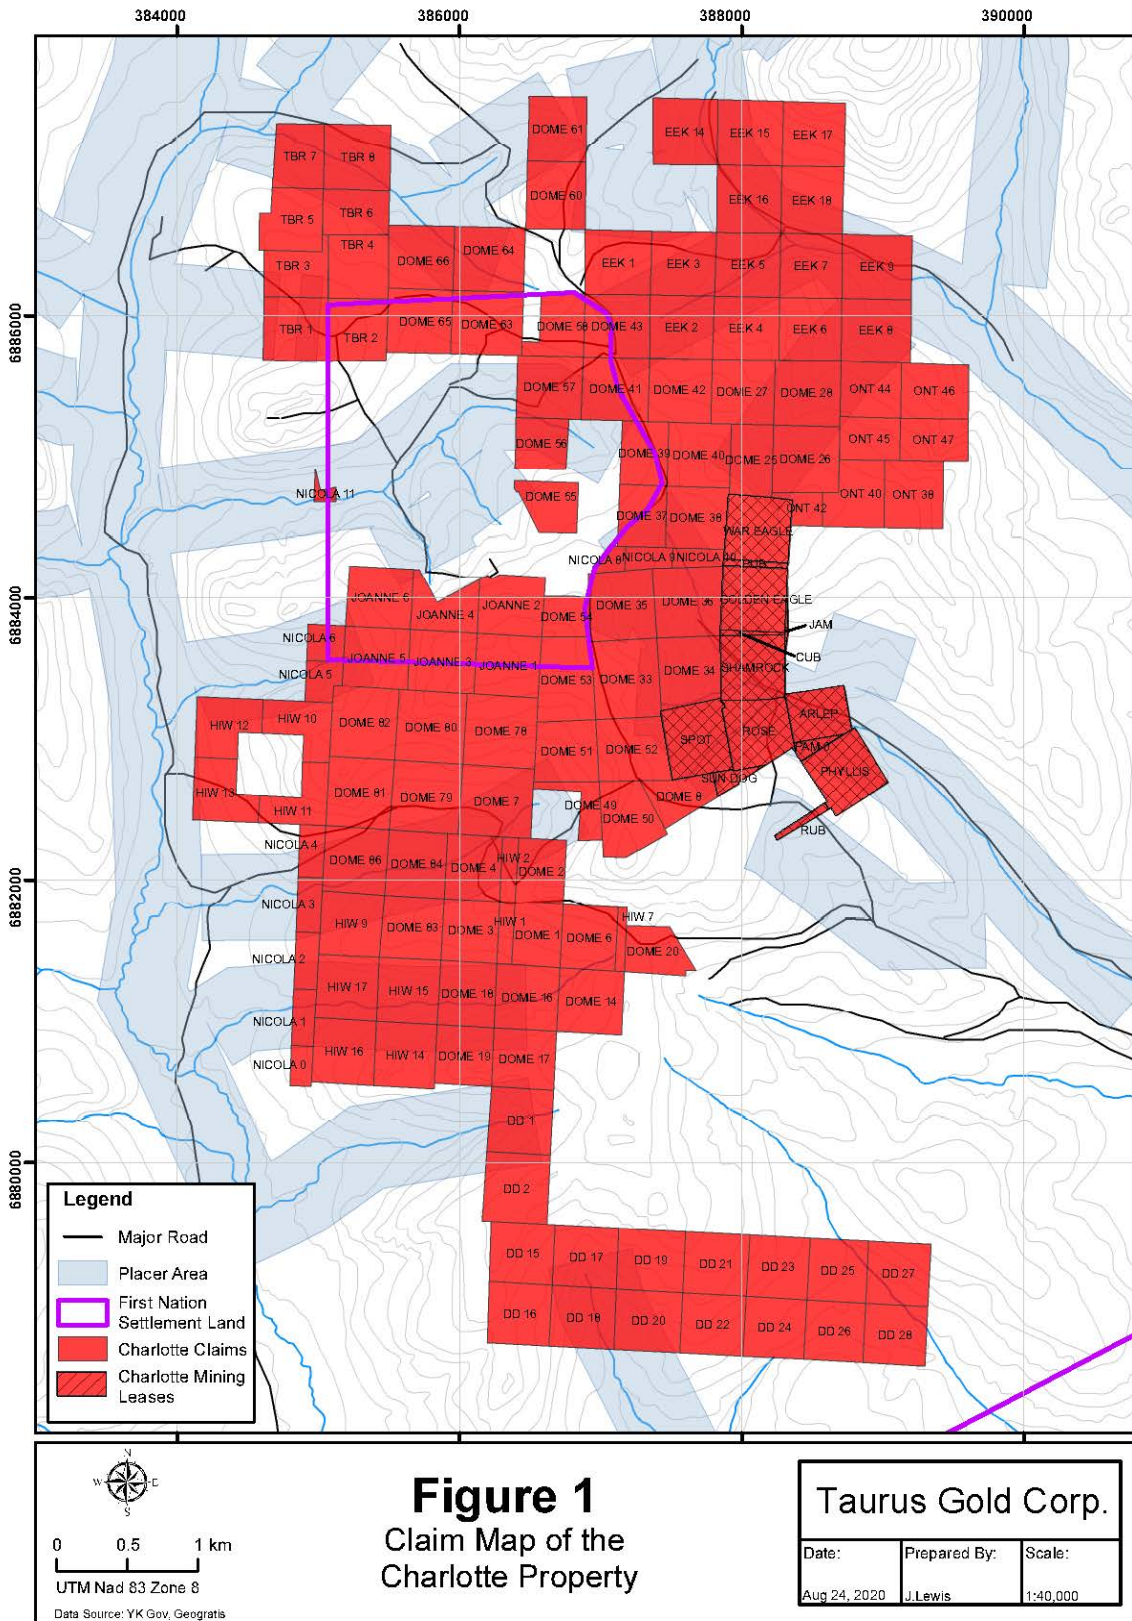 384000 386000 388000 390000
DOME 61
EEK 14 EEK 15 EEK 17
TBR 7 TBR 8
DOME 60
EEK 16 EEK 18
TBR 5 TBR 6
TBR 4
DOME 66 DOME 64
TBR 3
EEK 1 EEK 3 EEK 5 EEK 7 EEK 9
6886000
TBR 1 TBR 2
DOME 65 DOME 63 DOME 58 DOME 43 EEK 2 EEK 4 EEK 6 EEK 8
DOME 57 DOME 41 DOME 42 DOME 27 DOME 28 ONT 44 ONT 46
DOME 56 DOME 39 DOME 40 DOME 25 DOME 26 ONT 45 ONT 47
NICOLA 11 DOME 55 ONT 40 ONT 38
DOME 37 DOME 38 ONT 42
WAR EAGLE
NICOLA 8 NICOLA 9 NICOLA 10 PUB
6884000
JOANNE 6 JOANNE 4 JOANNE 2 DOME 54 DOME 35 DOME 36 GOLDEN EAGLE
JAM
NICOLA 6
CUB
JOANNE 5 JOANNE 3 JOANNE 1
NICOLA 5 DOME 53 DOME 33 DOME 34 SHAMROCK
HIW 12 HIW 10 DOME 82 DOME 80 DOME 78
ARLEP
SPOT ROSE
DOME 51 DOME 52
PAM 0
PHYLLIS
SUN DOG
HIW 13 HIW 11 DOME 81 DOME 79 DOME 7 DOME 49 DOME 50 DOME 8
RUB
NICOLA 4
DOME 86 DOME 84 DOME 4 HIW 2 DOME 2
6882000
NICOLA 3
HIW 9 DOME 83 DOME 3 HIW 1 DOME 1 DOME 6 HIW 7
DOME 20
NICOLA 2
HIW 17 HIW 15 DOME 18 DOME 16 DOME 14
NICOLA 1
HIW 16 HIW 14 DOME 19 DOME 17
NICOLA 0
DD 1
6880000
DD 2
DD 15 DD 17 DD 19 DD 21 DD 23 DD 25 DD 27
DD 16 DD 18 DD 20 DD 22 DD 24 DD 26 DD 28
Legend
Major Road
Placer Area
First Nation
Settlement Land
Charlotte Claims
Charlotte Mining
Leases
N
W E
S
0 0.5 1 km
UTM Nad 83 Zone 8
Data Source: YK Gov, Geogratis
Figure 1
Claim Map of the
Charlotte Property
Taurus Gold Corp.
Date: Prepared By: Scale:
Aug 24, 2020 J.Lewis 1:40,000